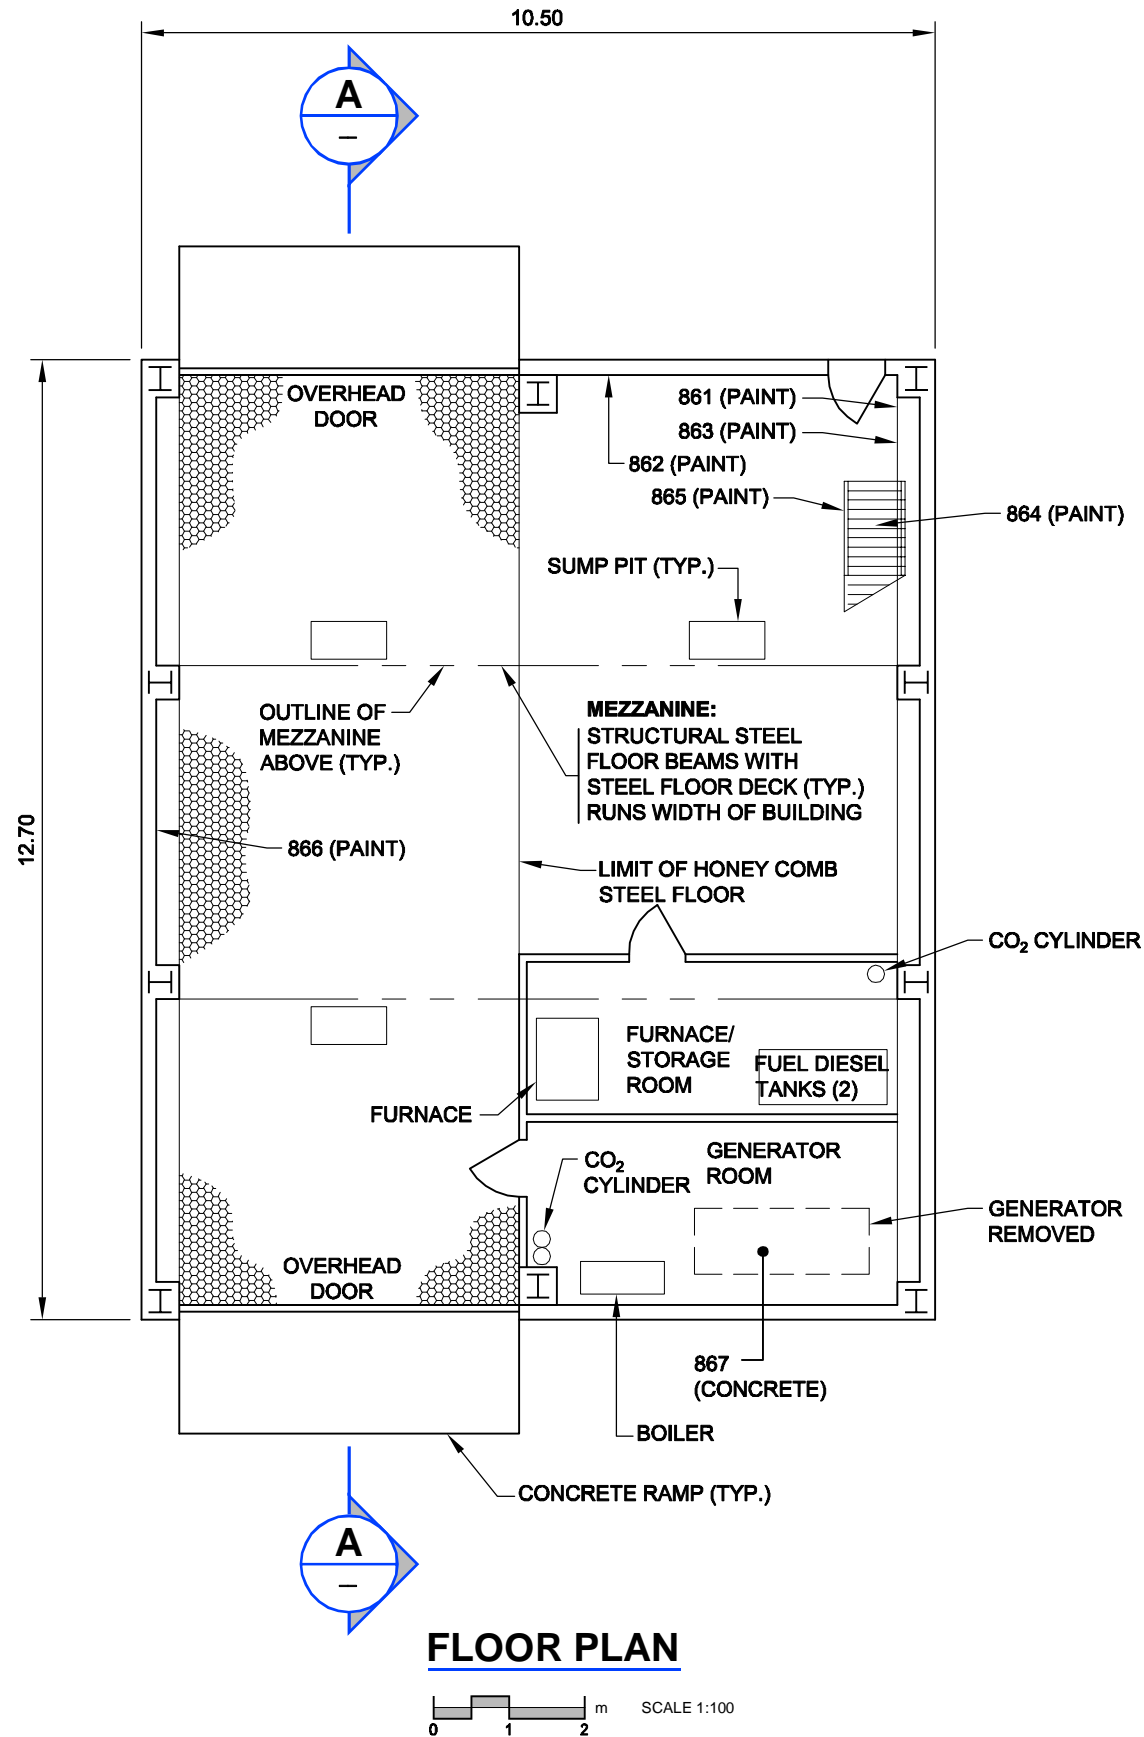 10.50
A
–
OVERHEAD
DOOR
861 (PAINT)
863 (PAINT)
862 (PAINT)
865 (PAINT)
864 (PAINT)
SUMP PIT (TYP.)
OUTLINE OF
MEZZANINE
ABOVE (TYP.)
MEZZANINE:
STRUCTURAL STEEL
FLOOR BEAMS WITH
STEEL FLOOR DECK (TYP.)
RUNS WIDTH OF BUILDING
12.70
866 (PAINT)
LIMIT OF HONEY COMB
STEEL FLOOR
CO₂ CYLINDER
FURNACE/
STORAGE
ROOM
FUEL DIESEL
TANKS (2)
FURNACE
CO₂
CYLINDER
GENERATOR
ROOM
GENERATOR
REMOVED
OVERHEAD
DOOR
867
(CONCRETE)
BOILER
CONCRETE RAMP (TYP.)
A
–
FLOOR PLAN
m
SCALE 1:100
0 1 2